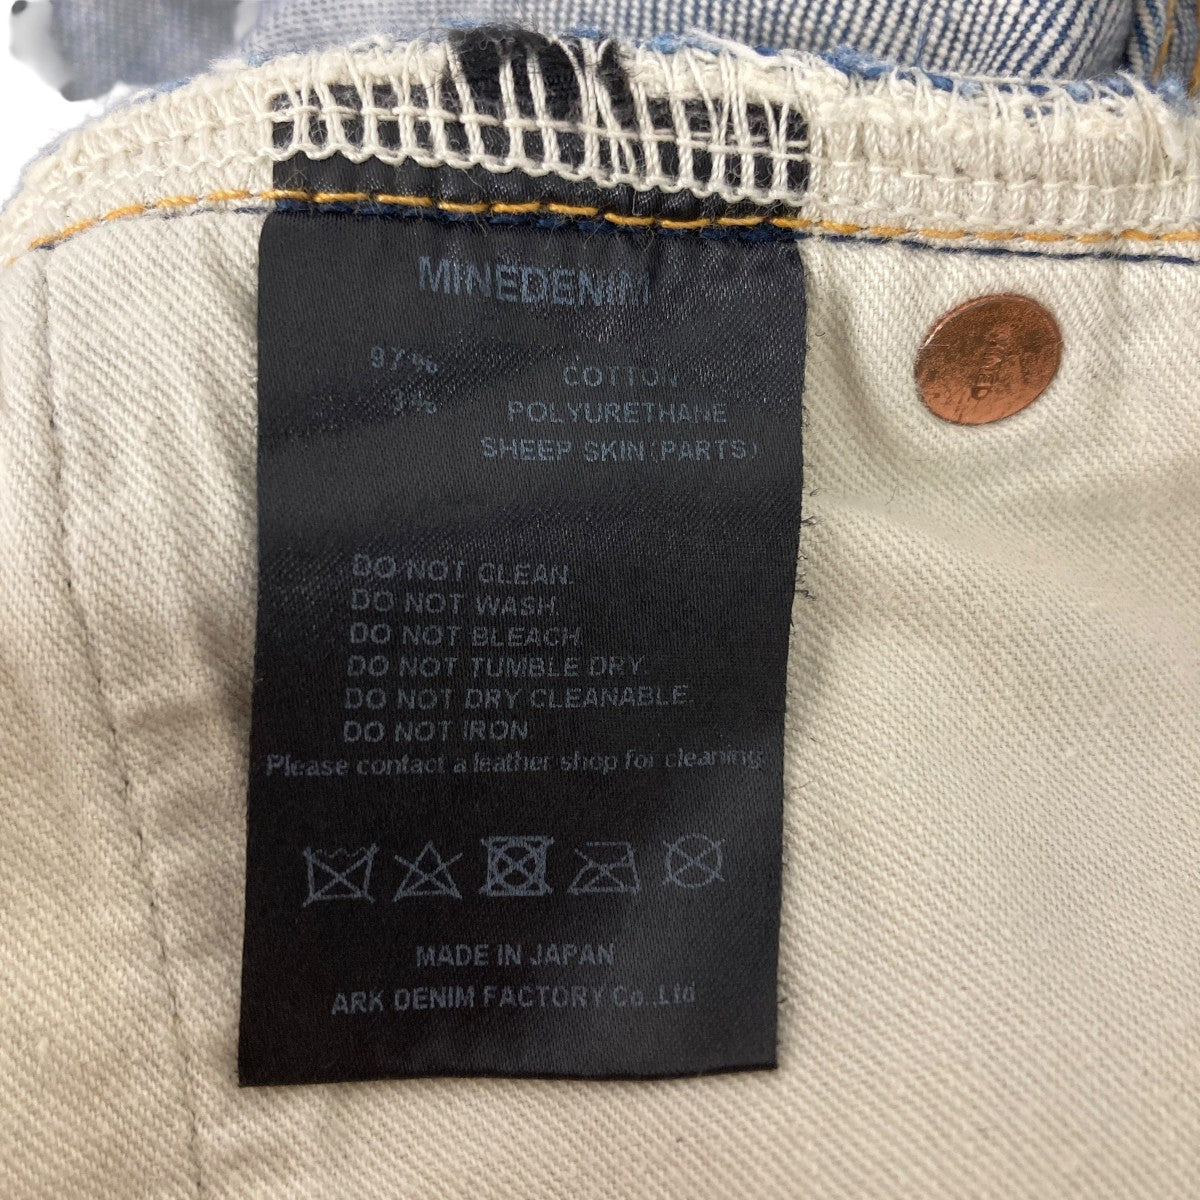 MINEDENIM
97% COTTON
3% POLYURETHANE
SHEEP SKIN(PARTS)
DO NOT CLEAN.
DO NOT WASH.
DO NOT BLEACH.
DO NOT TUMBLE DRY.
DO NOT DRY CLEANABLE.
DO NOT IRON.
Please contact a leather shop for cleaning.
MADE IN JAPAN
ARK DENIM FACTORY Co.,Ltd